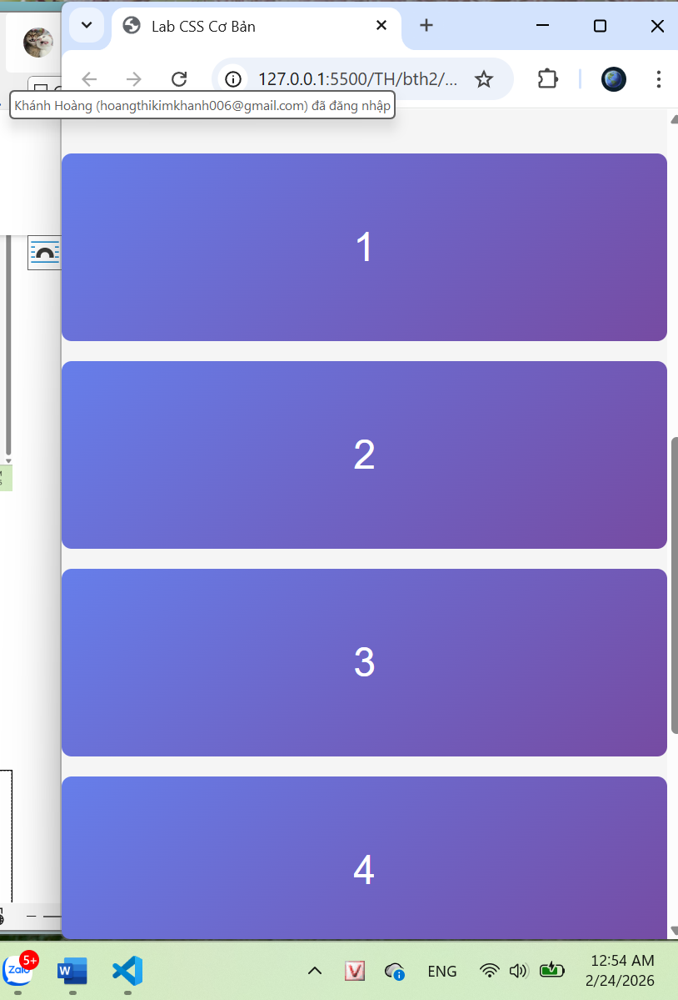 Lab CSS Cơ Bản
127.0.0.1:5500/TH/bth2/...
Khánh Hoàng (hoangthikimkhanh006@gmail.com) đã đăng nhập
1
2
3
4
Zalo
5+
W
V
ENG
12:54 AM
2/24/2026